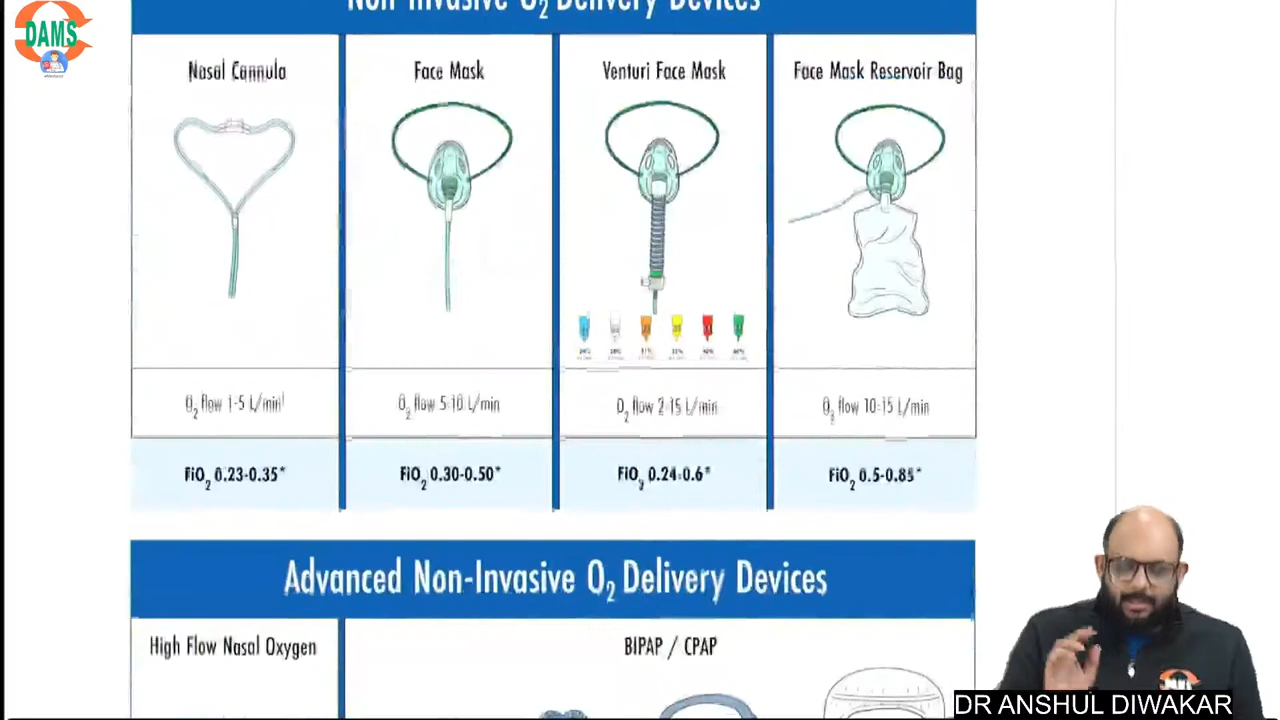 Non-Invasive O2 Delivery Devices
DAMS
Nasal Cannula
Face Mask
Venturi Face Mask
Face Mask Reservoir Bag
O2 flow 1-5 L/min
O2 flow 5-10 L/min
O2 flow 2-15 L/min
O2 flow 10-15 L/min
FiO2 0.23-0.35*
FiO2 0.30-0.50*
FiO2 0.24-0.6*
FiO2 0.5-0.85*
Advanced Non-Invasive O2 Delivery Devices
High Flow Nasal Oxygen
BIPAP / CPAP
DR ANSHUL DIWAKAR